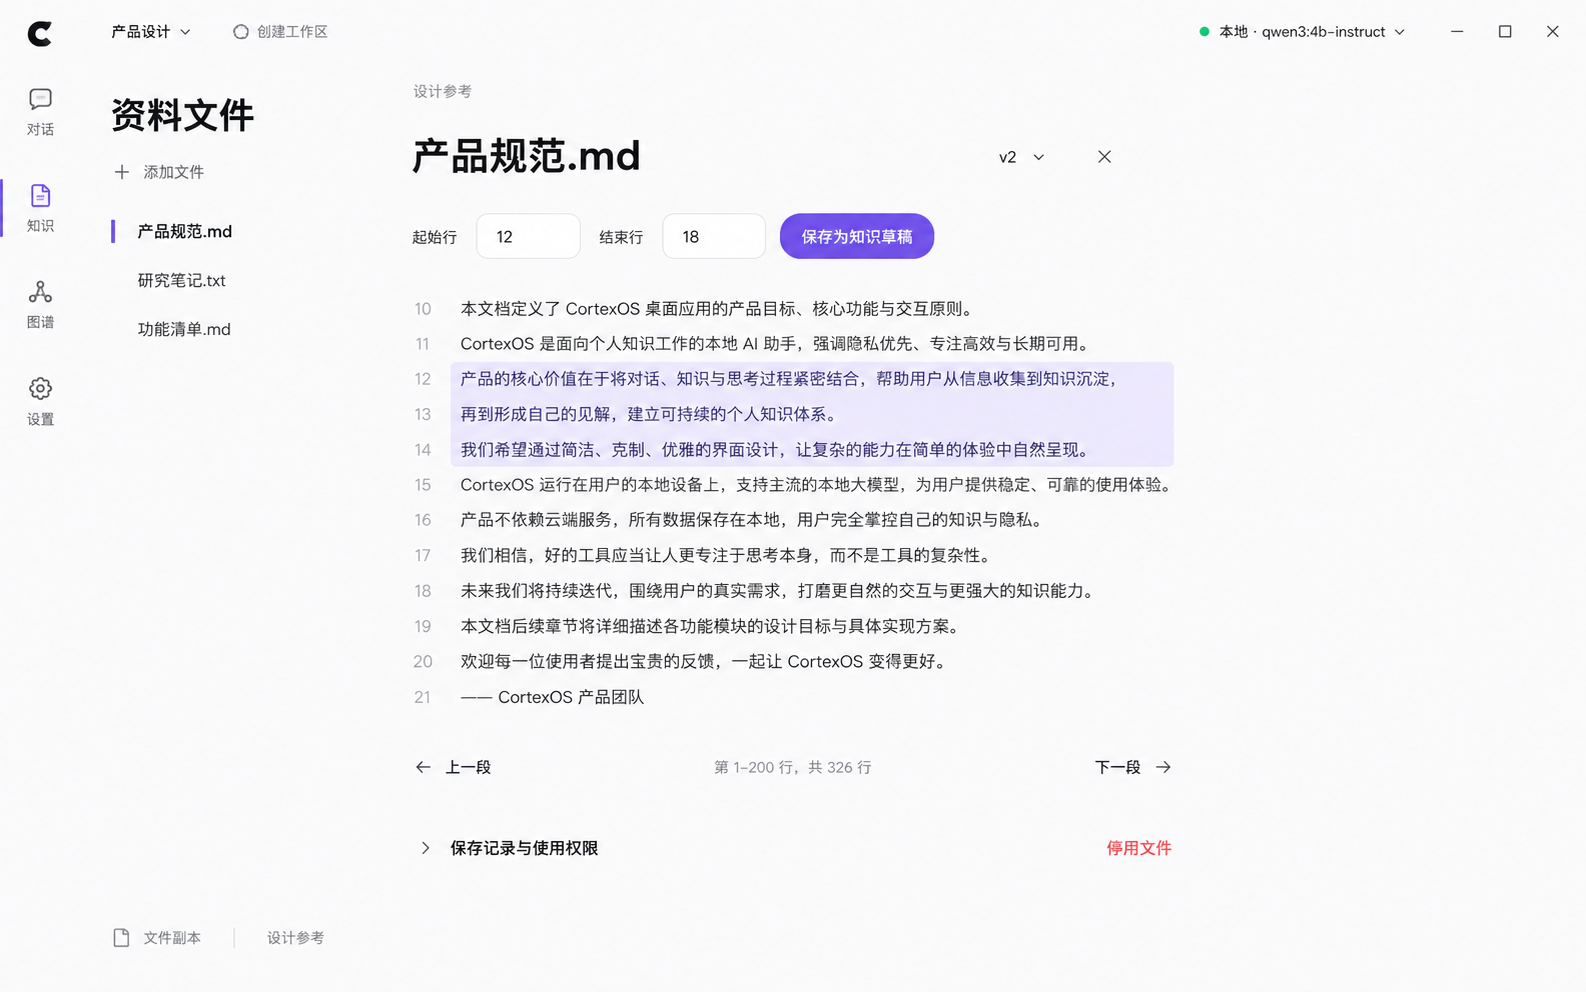 产品设计
创建工作区
本地 · qwen3:4b-instruct
对话
知识
图谱
设置
资料文件
添加文件
产品规范.md
研究笔记.txt
功能清单.md
设计参考
产品规范.md
v2
起始行 12 结束行 18 保存为知识草稿
10 本文档定义了 CortexOS 桌面应用的产品目标、核心功能与交互原则。
11 CortexOS 是面向个人知识工作的本地 AI 助手，强调隐私优先、专注高效与长期可用。
12 产品的核心价值在于将对话、知识与思考过程紧密结合，帮助用户从信息收集到知识沉淀，
13 再到形成自己的见解，建立可持续的个人知识体系。
14 我们希望通过简洁、克制、优雅的界面设计，让复杂的能力在简单的体验中自然呈现。
15 CortexOS 运行在用户的本地设备上，支持主流的本地大模型，为用户提供稳定、可靠的使用体验。
16 产品不依赖云端服务，所有数据保存在本地，用户完全掌控自己的知识与隐私。
17 我们相信，好的工具应当让人更专注于思考本身，而不是工具的复杂性。
18 未来我们将持续迭代，围绕用户的真实需求，打磨更自然的交互与更强大的知识能力。
19 本文档后续章节将详细描述各功能模块的设计目标与具体实现方案。
20 欢迎每一位使用者提出宝贵的反馈，一起让 CortexOS 变得更好。
21 —— CortexOS 产品团队
上一段 第 1–200 行，共 326 行 下一段
保存记录与使用权限 停用文件
文件副本 设计参考